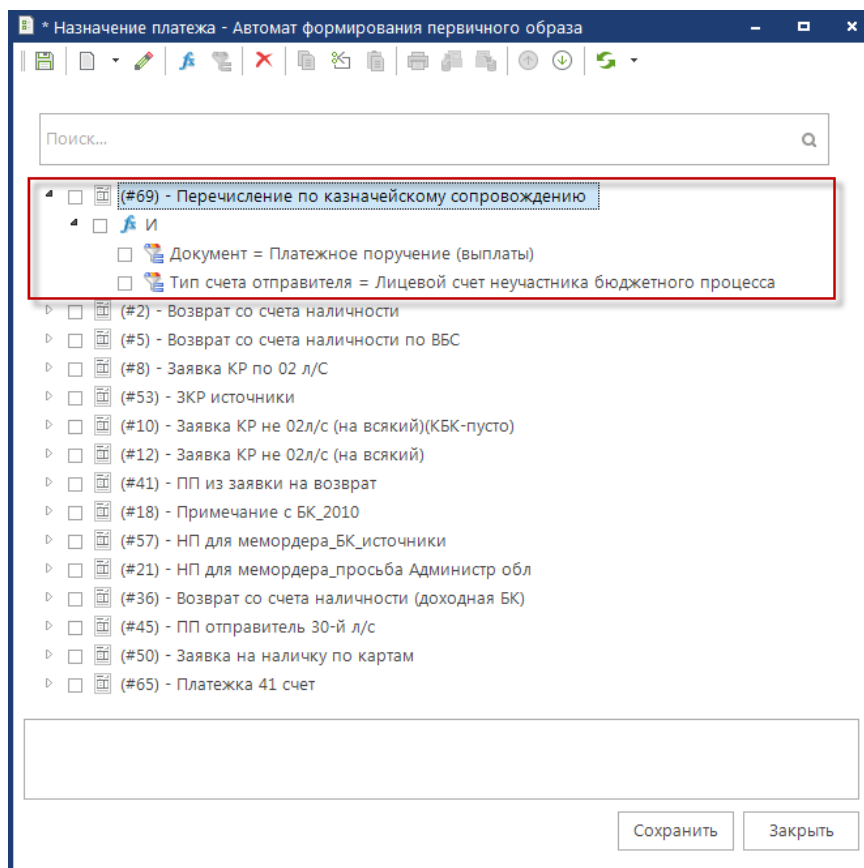 * Назначение платежа - Автомат формирования первичного образа
Поиск...
(#69) - Перечисление по казначейскому сопровождению
И
Документ = Платежное поручение (выплаты)
Тип счета отправителя = Лицевой счет неучастника бюджетного процесса
(#2) - Возврат со счета наличности
(#5) - Возврат со счета наличности по ВБС
(#8) - Заявка КР по 02 л/С
(#53) - ЗКР источники
(#10) - Заявка КР не 02л/с (на всякий)(КБК-пусто)
(#12) - Заявка КР не 02л/с (на всякий)
(#41) - ПП из заявки на возврат
(#18) - Примечание с БК_2010
(#57) - НП для мемордера_БК_источники
(#21) - НП для мемордера_просьба Администр обл
(#36) - Возврат со счета наличности (доходная БК)
(#45) - ПП отправитель 30-й л/с
(#50) - Заявка на наличку по картам
(#65) - Платежка 41 счет
Сохранить Закрыть